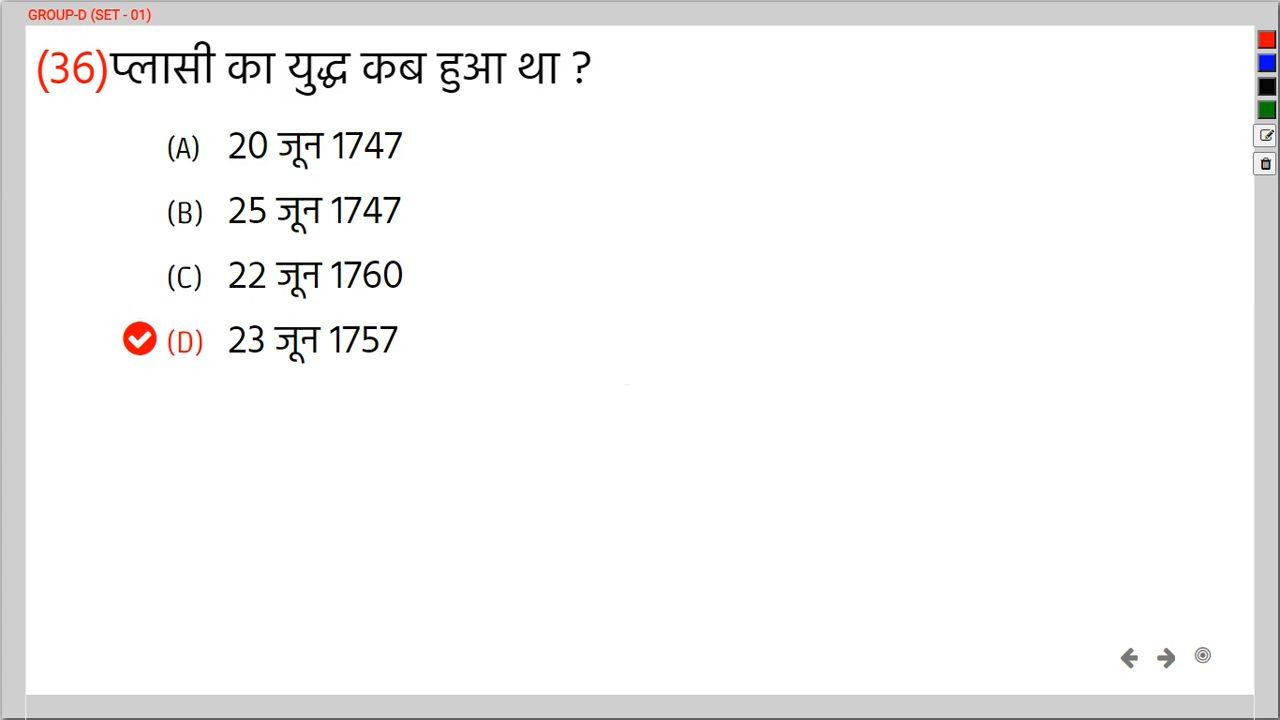 GROUP-D (SET - 01)
(36)प्लासी का युद्ध कब हुआ था ?
(A) 20 जून 1747
(B) 25 जून 1747
(C) 22 जून 1760
(D) 23 जून 1757